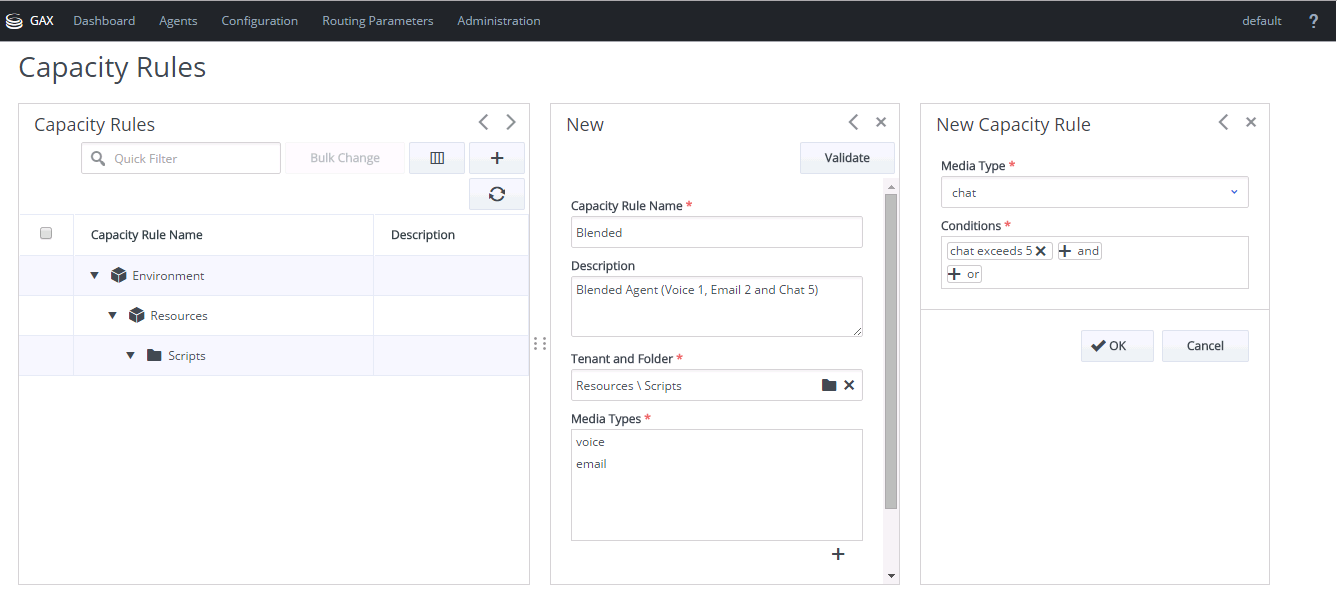 GAX Dashboard Agents Configuration Routing Parameters Administration default ?
Capacity Rules
Capacity Rules
Quick Filter Bulk Change
Capacity Rule Name Description
Environment
Resources
Scripts
New
Validate
Capacity Rule Name *
Blended
Description
Blended Agent (Voice 1, Email 2 and Chat 5)
Tenant and Folder *
Resources \ Scripts
Media Types *
voice
email
New Capacity Rule
Media Type *
chat
Conditions *
chat exceeds 5 and
or
OK Cancel